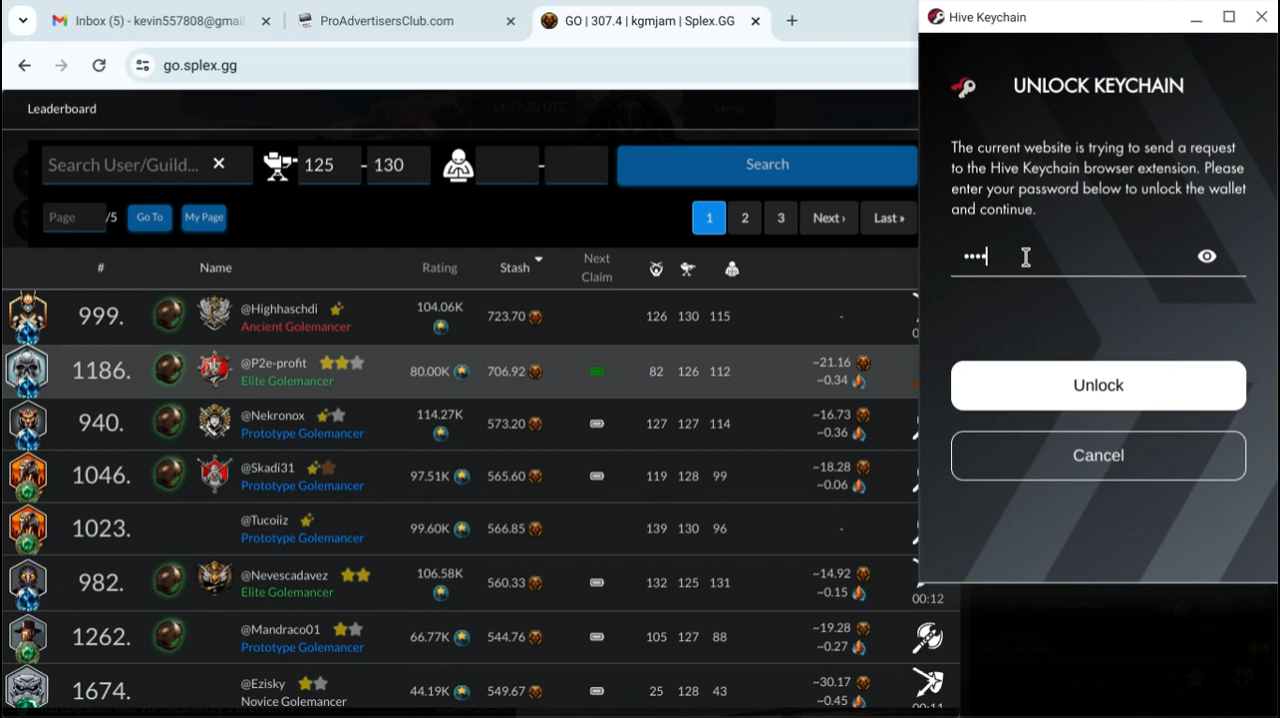 Inbox (5) - kevin557808@gmai
ProAdvertisersClub.com
GO | 307.4 | kgmjam | Splex.GG
go.splex.gg
Leaderboard
Menu
Search User/Guild...
125 - 130
-
Search
Page /5 Go To My Page
1 2 3 Next › Last »
# Name Rating Stash Next Claim
999. @Highhaschdi 104.06K 723.70 126 130 115 -
Ancient Golemancer
1186. @P2e-profit 80.00K 706.92 82 126 112 ~21.16
Elite Golemancer ~0.34
940. @Nekronox 114.27K 573.20 127 127 114 ~16.73
Prototype Golemancer ~0.36
1046. @Skadi31 97.51K 565.60 119 128 99 ~18.28
Prototype Golemancer ~0.06
1023. @Tucoliz 99.60K 566.85 139 130 96 -
Prototype Golemancer
982. @Nevescadavez 106.58K 560.33 132 125 131 ~14.92
Elite Golemancer ~0.15 00:12
1262. @Mandraco01 66.77K 544.76 105 127 88 ~19.28
Prototype Golemancer ~0.27
1674. @Ezisky 44.19K 549.67 25 128 43 ~30.17
Novice Golemancer ~0.45
Hive Keychain
UNLOCK KEYCHAIN
The current website is trying to send a request
to the Hive Keychain browser extension. Please
enter your password below to unlock the wallet
and continue.
••••
Unlock
Cancel